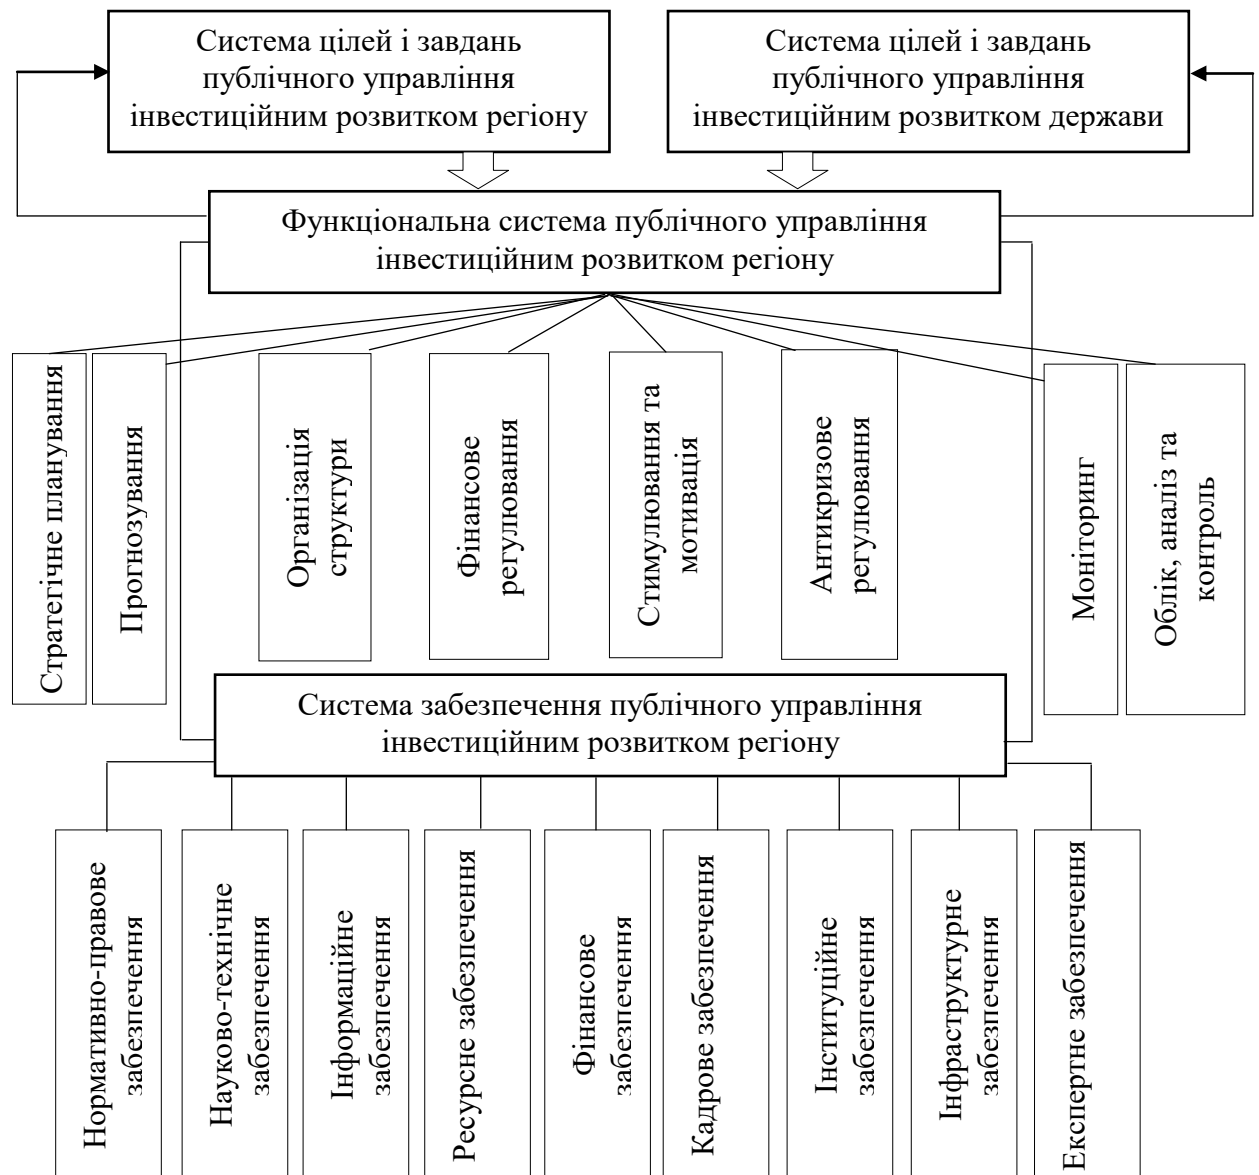 Система цілей і завдань
публічного управління
інвестиційним розвитком регіону
Система цілей і завдань
публічного управління
інвестиційним розвитком держави
Функціональна система публічного управління
інвестиційним розвитком регіону
Стратегічне планування
Прогнозування
Організація
структури
Фінансове
регулювання
Стимулювання та
мотивація
Антикризове
регулювання
Моніторинг
Облік, аналіз та
контроль
Система забезпечення публічного управління
інвестиційним розвитком регіону
Нормативно-правове
забезпечення
Науково-технічне
забезпечення
Інформаційне
забезпечення
Ресурсне забезпечення
Фінансове
забезпечення
Кадрове забезпечення
Інституційне
забезпечення
Інфраструктурне
забезпечення
Експертне забезпечення